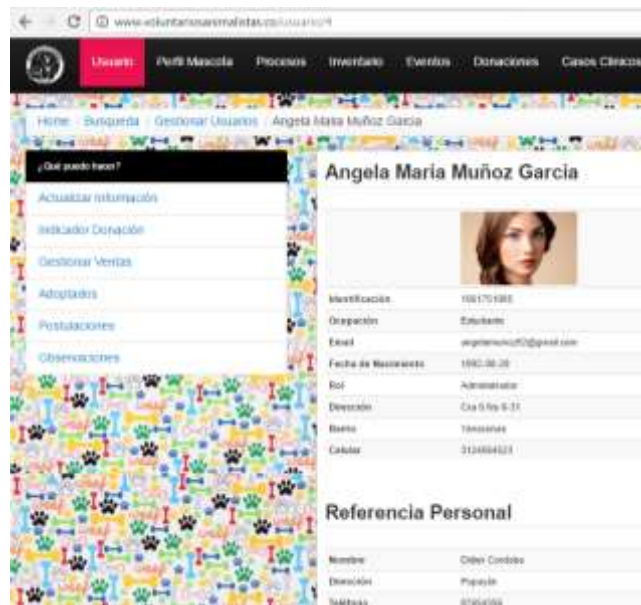 www.voluntariosanimalistas.co/usuario/4
Usuario Perfil Mascota Procesos Inventario Eventos Donaciones Casos Clínicos
Home Busqueda Gestionar Usuarios Angela Maria Muñoz Garcia
¿Qué puedo hacer?
Actualizar Información
Indicador Donación
Gestionar Ventas
Adoptados
Postulaciones
Observaciones
Angela Maria Muñoz Garcia
Identificación
Ocupación Estudiante
Email
Fecha de Nacimiento
Rol Administrador
Dirección
Barrio
Celular
Referencia Personal
Nombre
Dirección Popayán
Teléfono